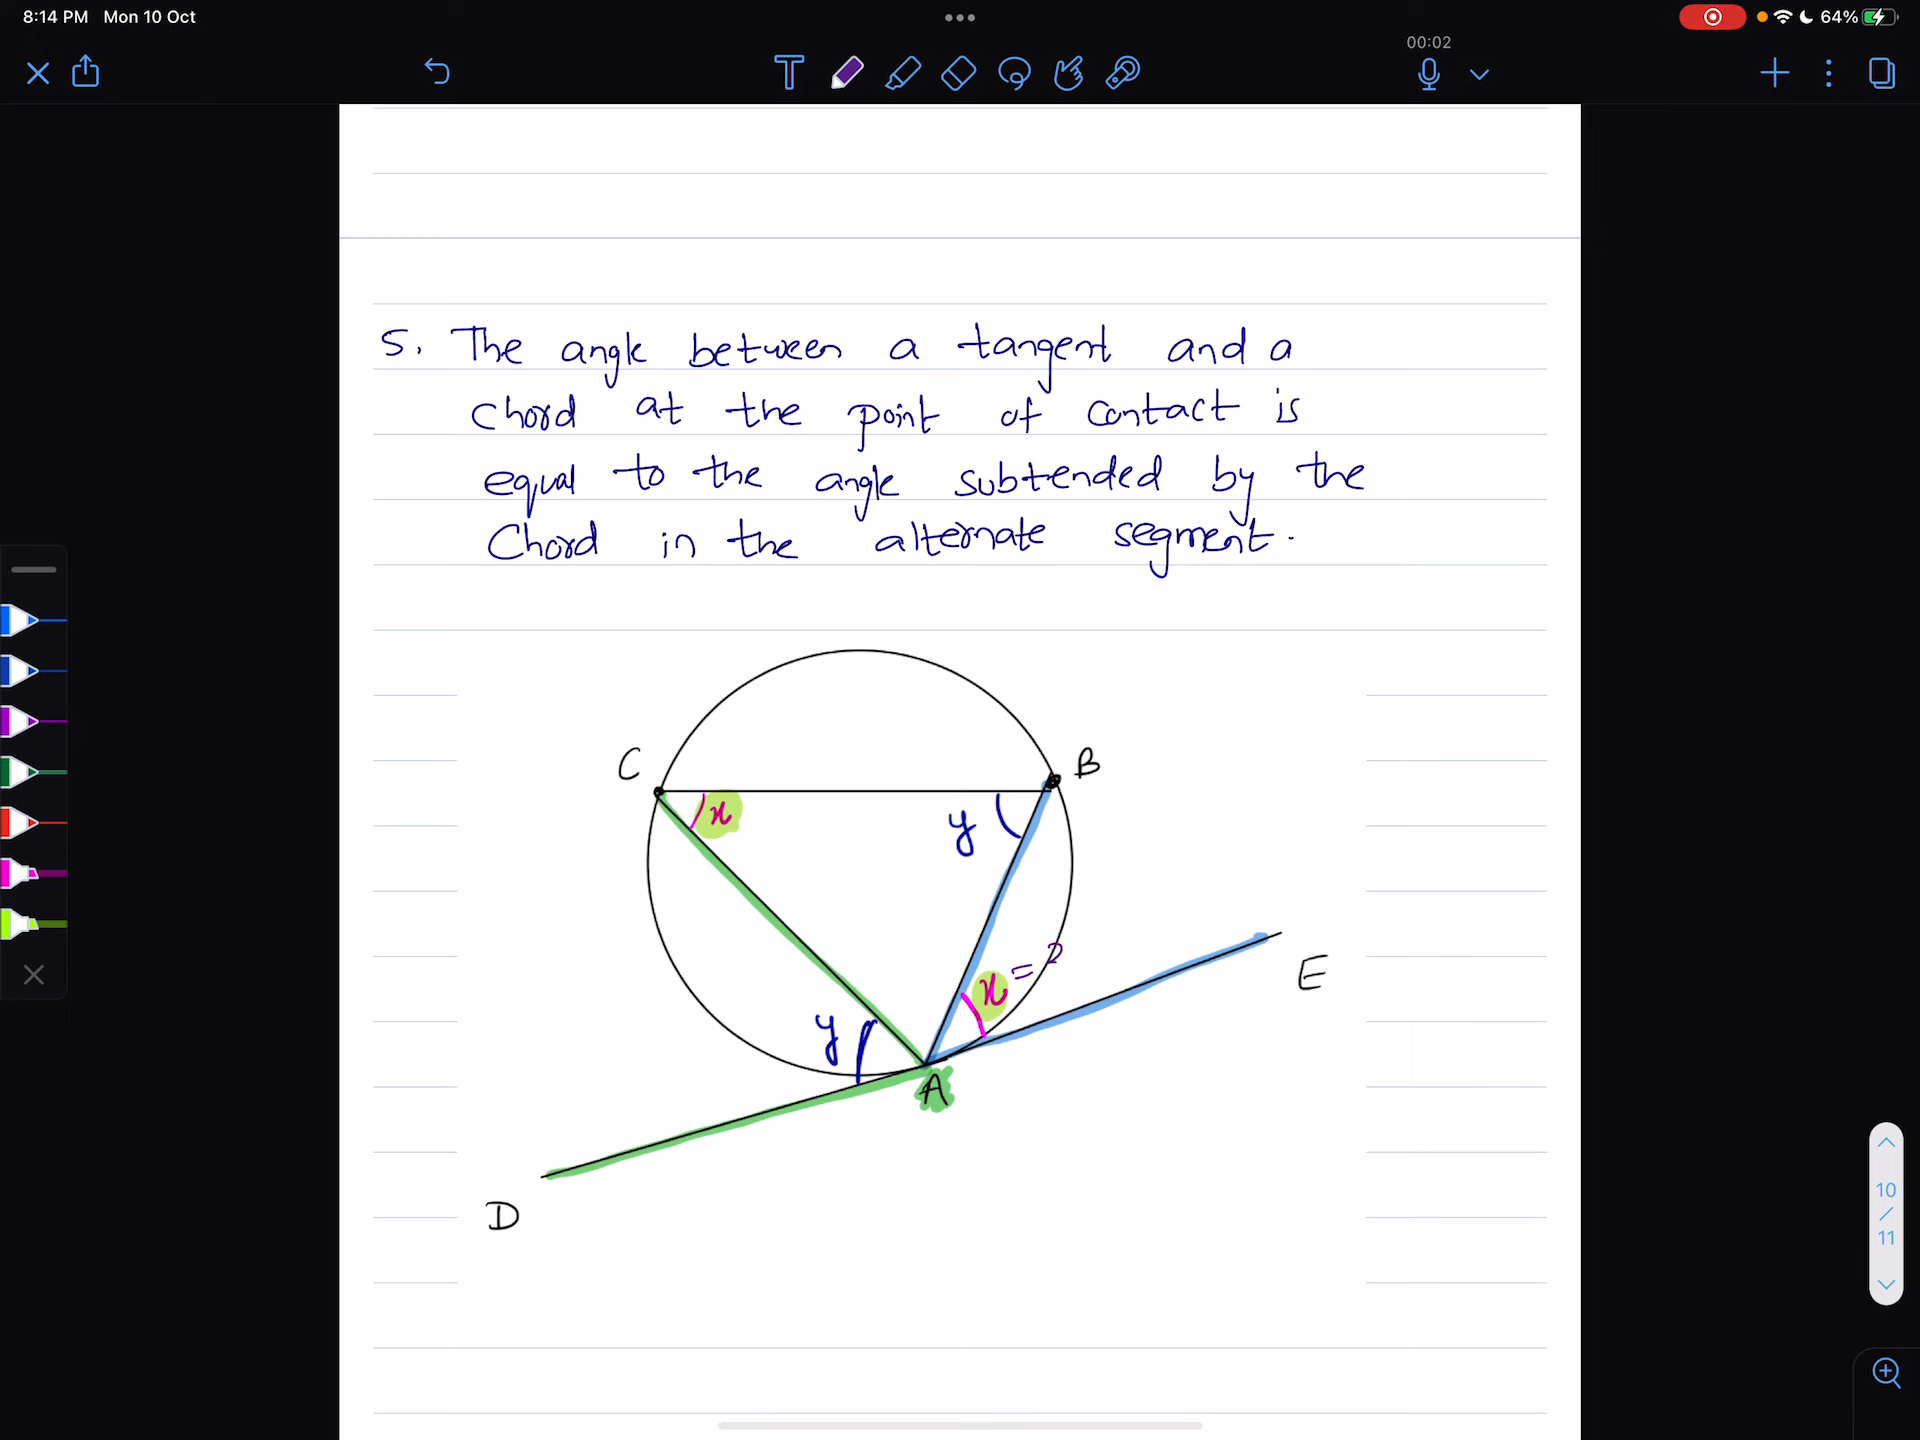 8:14 PM Mon 10 Oct
64%
00:02
T
5. The angle between a tangent and a
chord at the point of contact is
equal to the angle subtended by the
Chord in the alternate segment.
C
B
x
y
x = ?
E
y
A
D
10
/
11